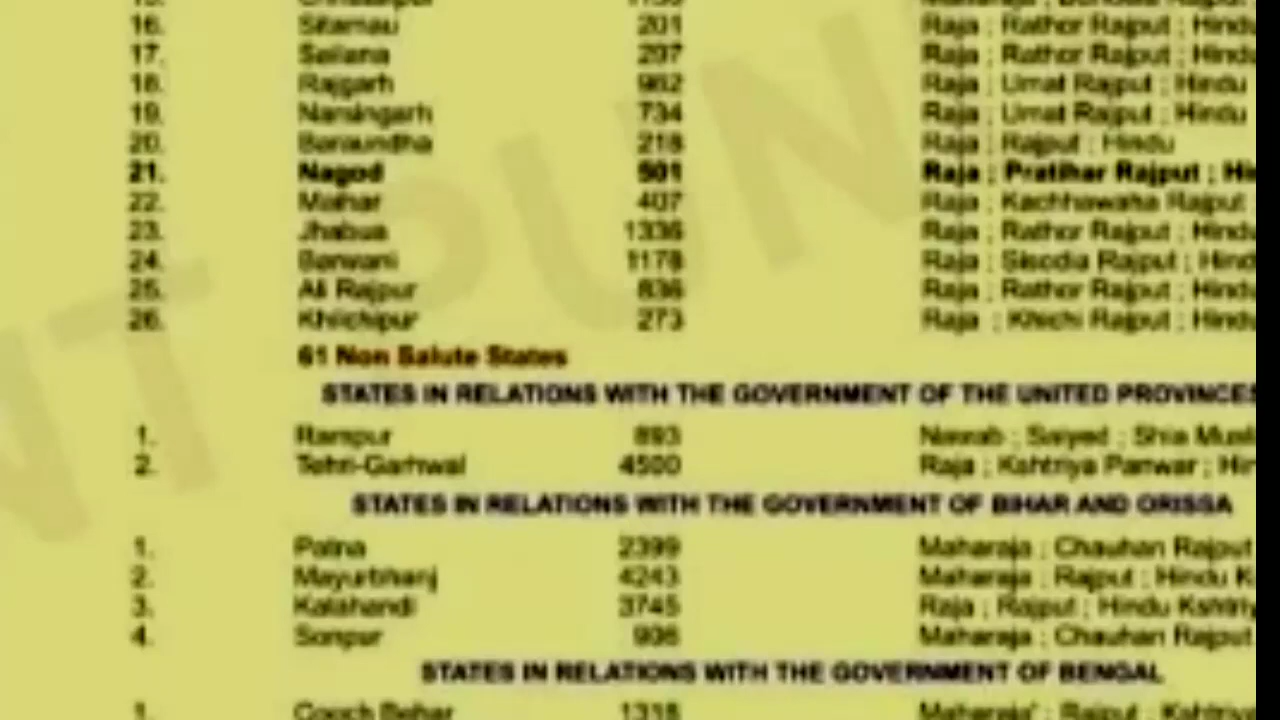 16. Sitamau 201 Raja ; Rathor Rajput ; Hindu
17. Sailana 297 Raja ; Rathor Rajput ; Hindu
18. Rajgarh 962 Raja ; Umat Rajput ; Hindu
19. Narsingarh 734 Raja ; Umat Rajput ; Hindu
20. Baraundha 218 Raja ; Rajput ; Hindu
21. Nagod 501 Raja ; Pratihar Rajput ; Hi
22. Maihar 407 Raja ; Kachhawaha Rajput ;
23. Jhabua 1336 Raja ; Rathor Rajput ; Hindu
24. Barwani 1178 Raja ; Sisodia Rajput ; Hind
25. Ali Rajpur 836 Raja ; Rathor Rajput ; Hindu
26. Khilchipur 273 Raja ; Khichi Rajput ; Hindu
61 Non Salute States
STATES IN RELATIONS WITH THE GOVERNMENT OF THE UNITED PROVINCES
1. Rampur 893 Nawab ; Saiyed ; Shia Musl
2. Tehri-Garhwal 4500 Raja ; Kshtriya Panwar ; Hin
STATES IN RELATIONS WITH THE GOVERNMENT OF BIHAR AND ORISSA
1. Patna 2399 Maharaja ; Chauhan Rajput
2. Mayurbhanj 4243 Maharaja ; Rajput ; Hindu K
3. Kalahandi 3745 Raja ; Rajput ; Hindu Kshtriy
4. Sonpur 906 Maharaja ; Chauhan Rajput
STATES IN RELATIONS WITH THE GOVERNMENT OF BENGAL
1. Cooch Behar 1318 Maharaja ; Rajput ; Kshtriya